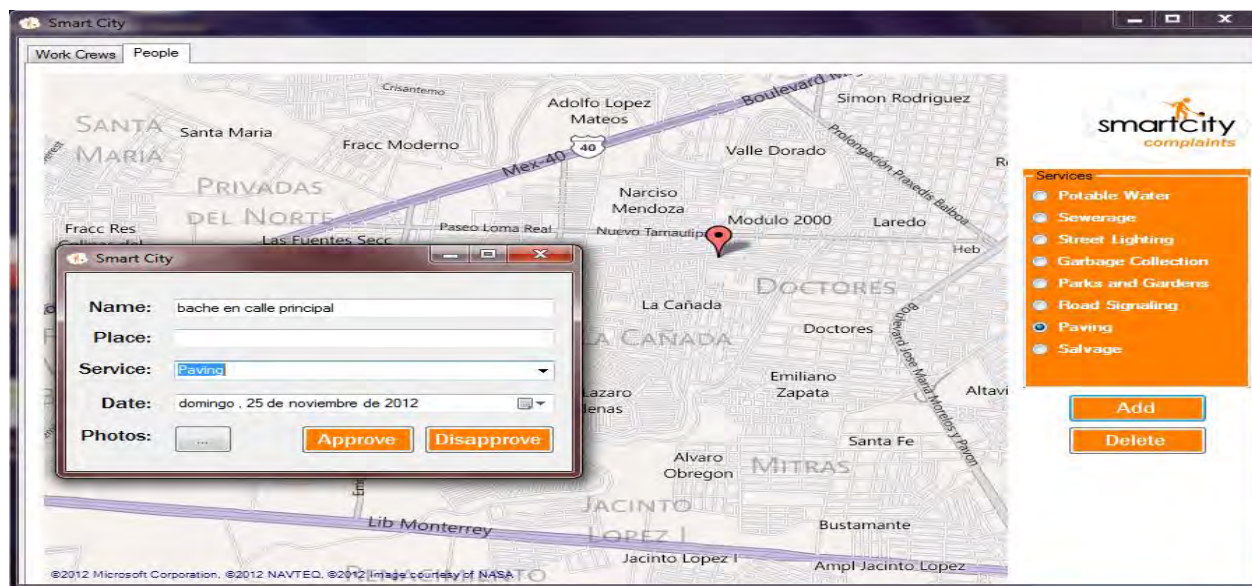 Smart City
Work Crews People
Crisantemo
Adolfo Lopez
Mateos
Simon Rodriguez
SANTA
MARIA
Santa Maria
Fracc Moderno
Mex-40
40
Valle Dorado
Prolongación Praxedis Balboa
PRIVADAS
DEL NORTE
Narciso
Mendoza
Modulo 2000
Laredo
Fracc Res
Las Fuentes Secc
Paseo Loma Real
Heb
smartcity
complaints
Services
Potable Water
Sewerage
Street Lighting
Garbage Collection
Parks and Gardens
Road Signaling
Paving
Salvage
Add
Delete
Smart City
Name: bache en calle principal
Place:
Service: Paving
Date: domingo , 25 de noviembre de 2012
Photos: ... Approve Disapprove
La Cañada
DOCTORES
LA CAÑADA
Doctores
Boulevard Jose Maria Morelos y Pavon
Emiliano
Zapata
Santa Fe
Alvaro
Obregon
MITRAS
JACINTO
LOPEZ I
Lib Monterrey
Bustamante
Jacinto Lopez I
Ampl Jacinto Lopez
RENACIMIENTO
©2012 Microsoft Corporation, ©2012 NAVTEQ, ©2012 Image courtesy of NASA